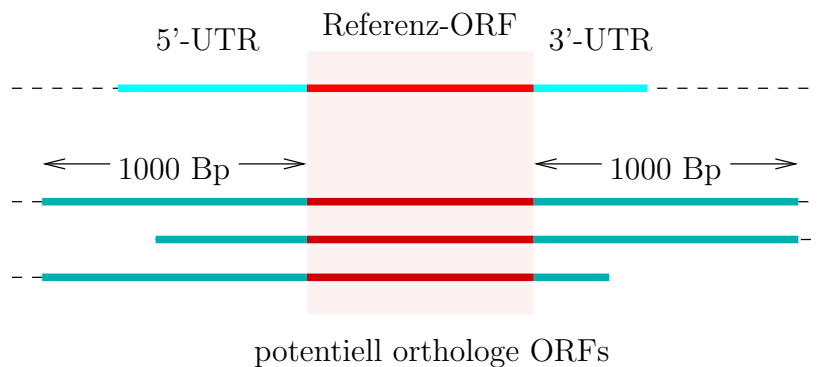 Referenz-ORF
5'-UTR
3'-UTR
1000 Bp
1000 Bp
potentiell orthologe ORFs